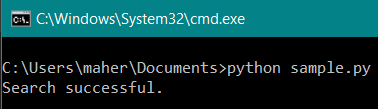 C:\Windows\System32\cmd.exe
C:\Users\maher\Documents>python sample.py
Search successful.